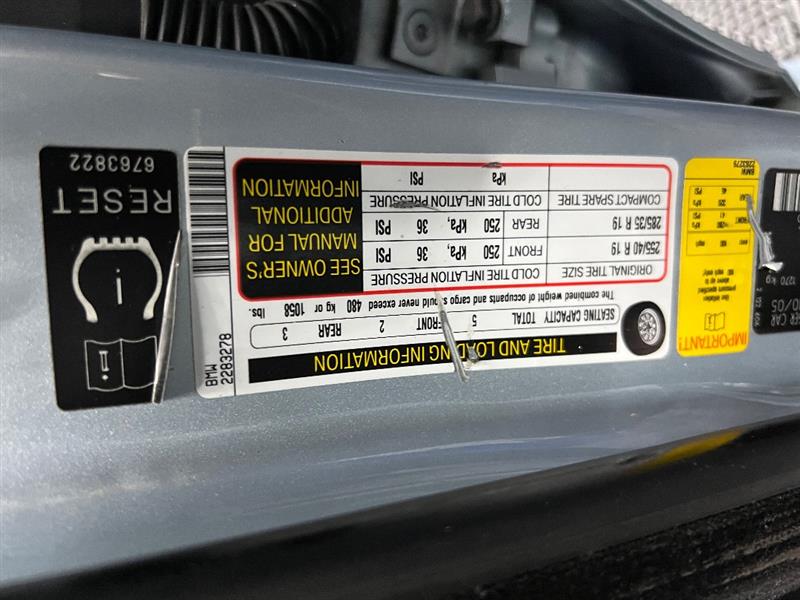 TIRE AND LOADING INFORMATION
SEATING CAPACITY TOTAL 5 FRONT 2 REAR 3
The combined weight of occupants and cargo should never exceed 480 kg or 1058 lbs.
ORIGINAL TIRE SIZE COLD TIRE INFLATION PRESSURE
255/40 R 19 FRONT 250 kPa, 36 PSI
285/35 R 19 REAR 250 kPa, 36 PSI
COMPACT SPARE TIRE COLD TIRE INFLATION PRESSURE
kPa PSI
SEE OWNER'S
MANUAL FOR
ADDITIONAL
INFORMATION
BMW
2283278
RESET
6763822
i
IMPORTANT!
BMW
2283279